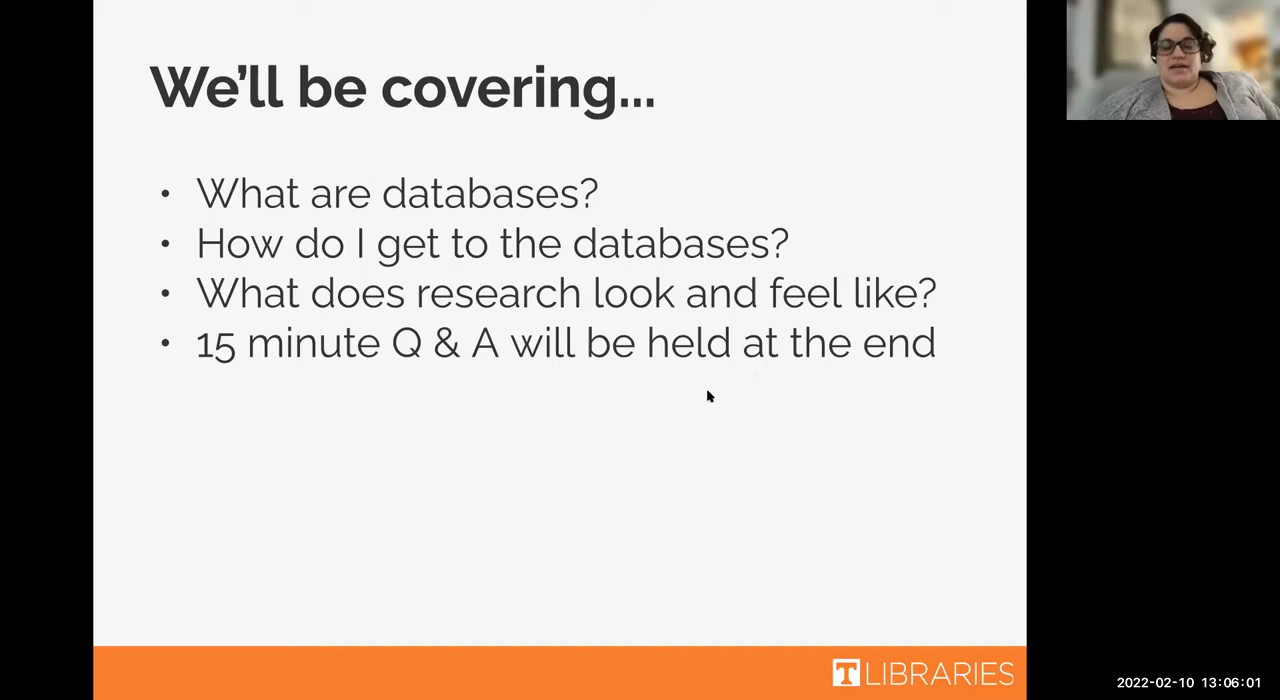 We'll be covering...
• What are databases?
• How do I get to the databases?
• What does research look and feel like?
• 15 minute Q & A will be held at the end
T LIBRARIES
2022-02-10 13:06:01